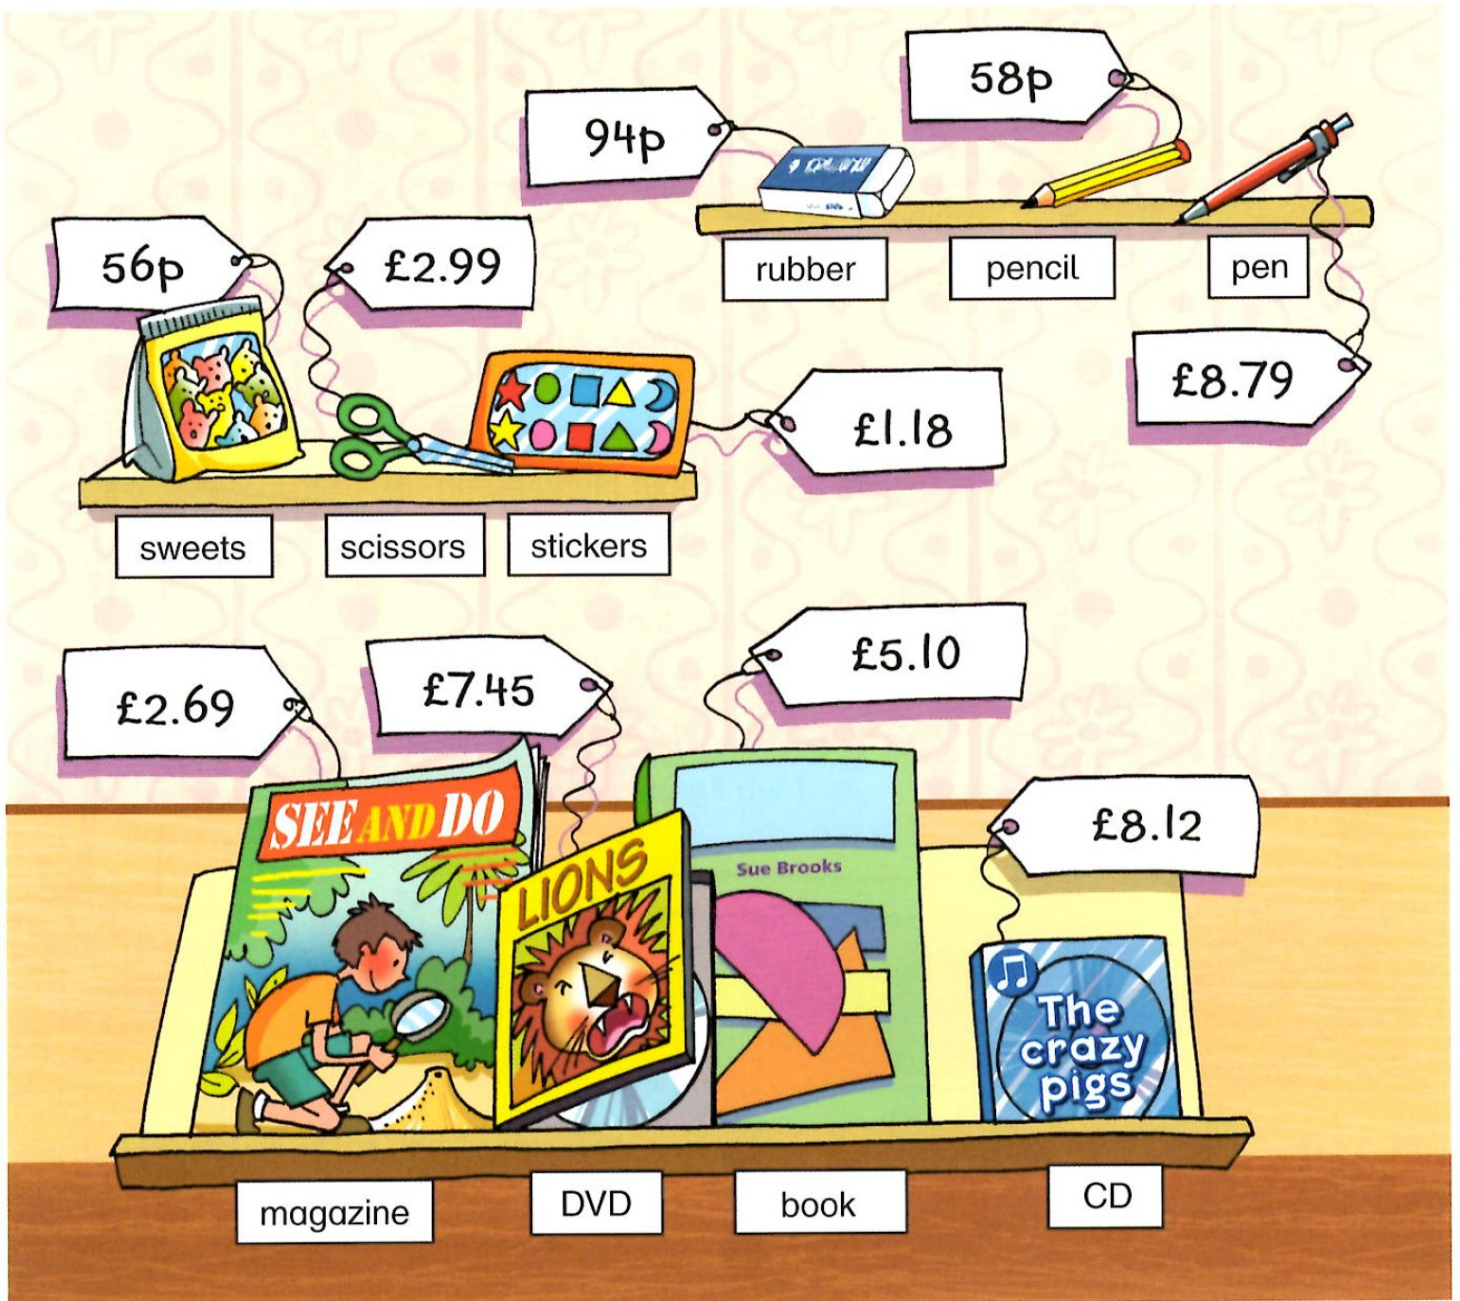 58p
94p
rubber
pencil
pen
£8.79
56p
£2.99
£1.18
sweets
scissors
stickers
£2.69
£7.45
£5.10
£8.12
SEE AND DO
LIONS
Sue Brooks
The
crazy
pigs
magazine
DVD
book
CD